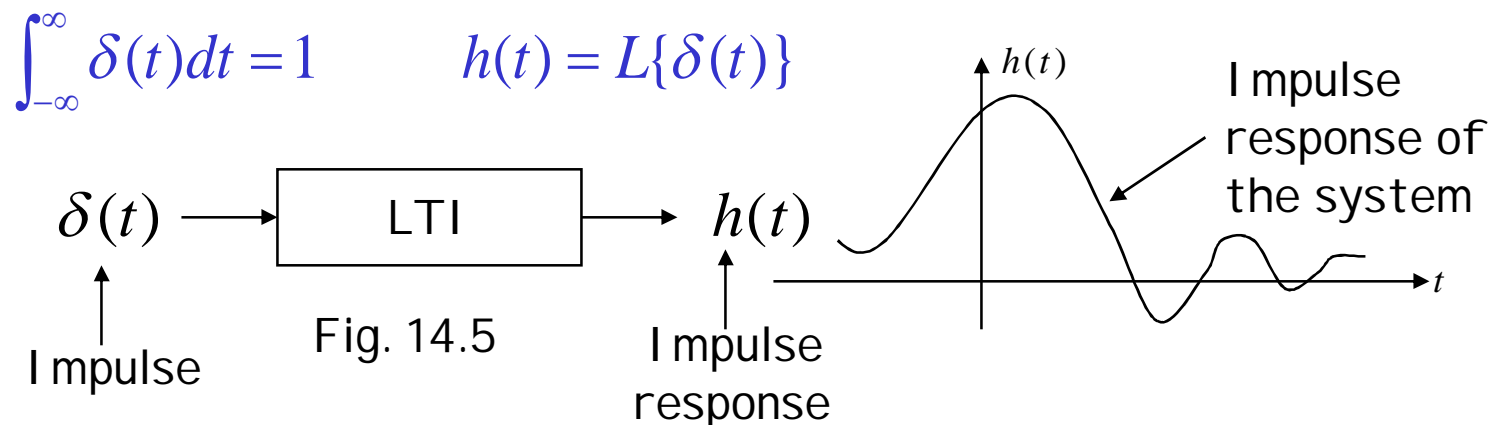 ∫_{-∞}^{∞} δ(t)dt = 1
h(t) = L{δ(t)}
h(t)
Impulse
response of
the system
δ(t)
LTI
h(t)
t
Fig. 14.5
Impulse
Impulse
response